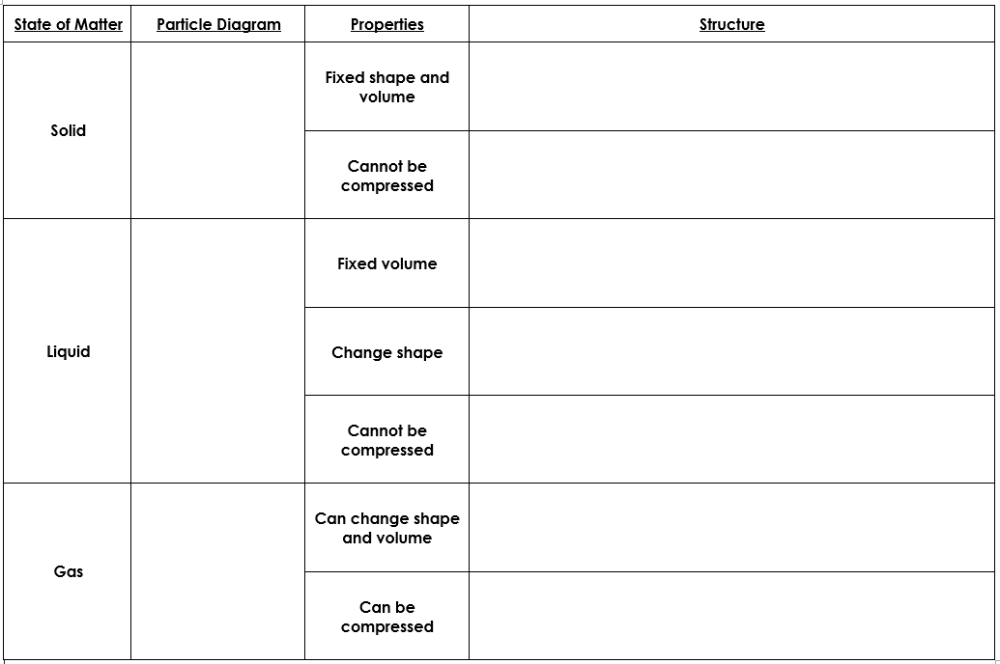 State of Matter Particle Diagram Properties Structure
Solid
Fixed shape and
volume
Cannot be
compressed
Liquid
Fixed volume
Change shape
Cannot be
compressed
Gas
Can change shape
and volume
Can be
compressed